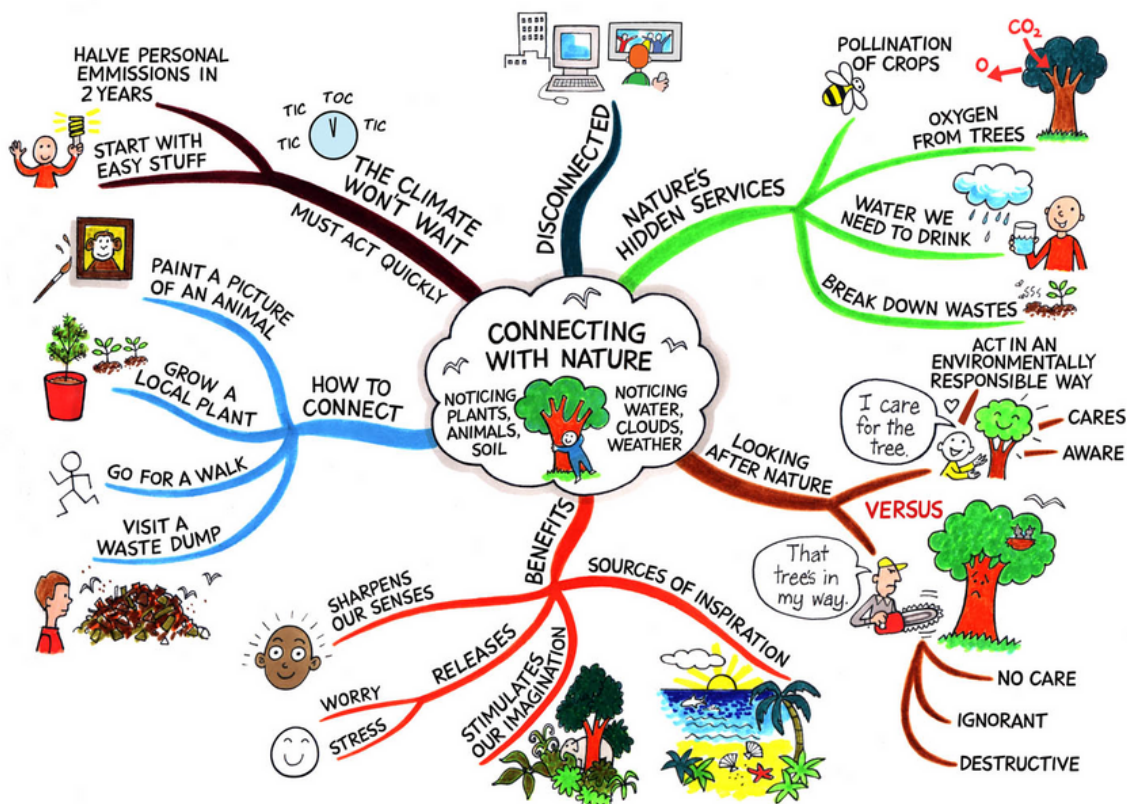 CONNECTING
WITH NATURE
NOTICING
PLANTS,
ANIMALS,
SOIL
NOTICING
WATER,
CLOUDS,
WEATHER
DISCONNECTED
NATURE'S
HIDDEN SERVICES
POLLINATION
OF CROPS
CO₂
O
OXYGEN
FROM TREES
WATER WE
NEED TO DRINK
BREAK DOWN WASTES
LOOKING
AFTER NATURE
ACT IN AN
ENVIRONMENTALLY
RESPONSIBLE WAY
I care
for the
tree.
CARES
AWARE
VERSUS
That
tree's in
my way.
NO CARE
IGNORANT
DESTRUCTIVE
BENEFITS
SOURCES OF INSPIRATION
STIMULATES
OUR IMAGINATION
RELEASES
WORRY
STRESS
SHARPENS
OUR SENSES
HOW TO
CONNECT
PAINT A PICTURE
OF AN ANIMAL
GROW A
LOCAL PLANT
GO FOR A WALK
VISIT A
WASTE DUMP
THE CLIMATE
WON'T WAIT
MUST ACT QUICKLY
TIC
TIC
TOC
TIC
HALVE PERSONAL
EMMISSIONS IN
2 YEARS
START WITH
EASY STUFF